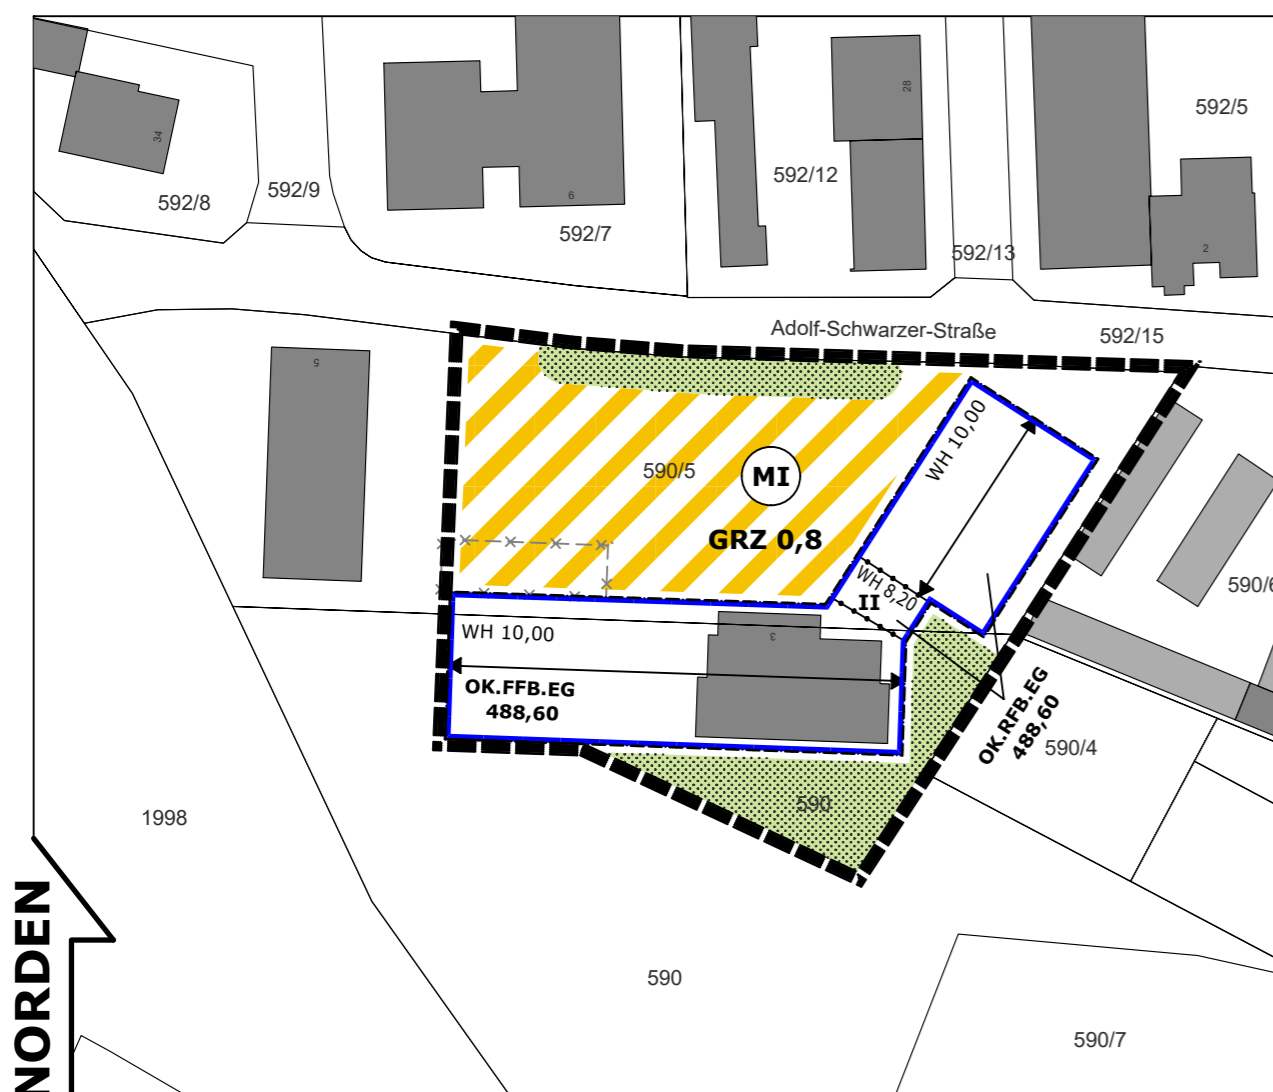 34
592/8
592/9
6
592/7
592/12
28
592/13
592/5
2
Adolf-Schwarzer-Straße
592/15
5
590/5
MI
GRZ 0,8
WH 10,00
WH 8,20
II
590/6
WH 10,00
3
OK.FFB.EG
488,60
OK.RFB.EG
488,60
590/4
590
1998
NORDEN
590
590/7